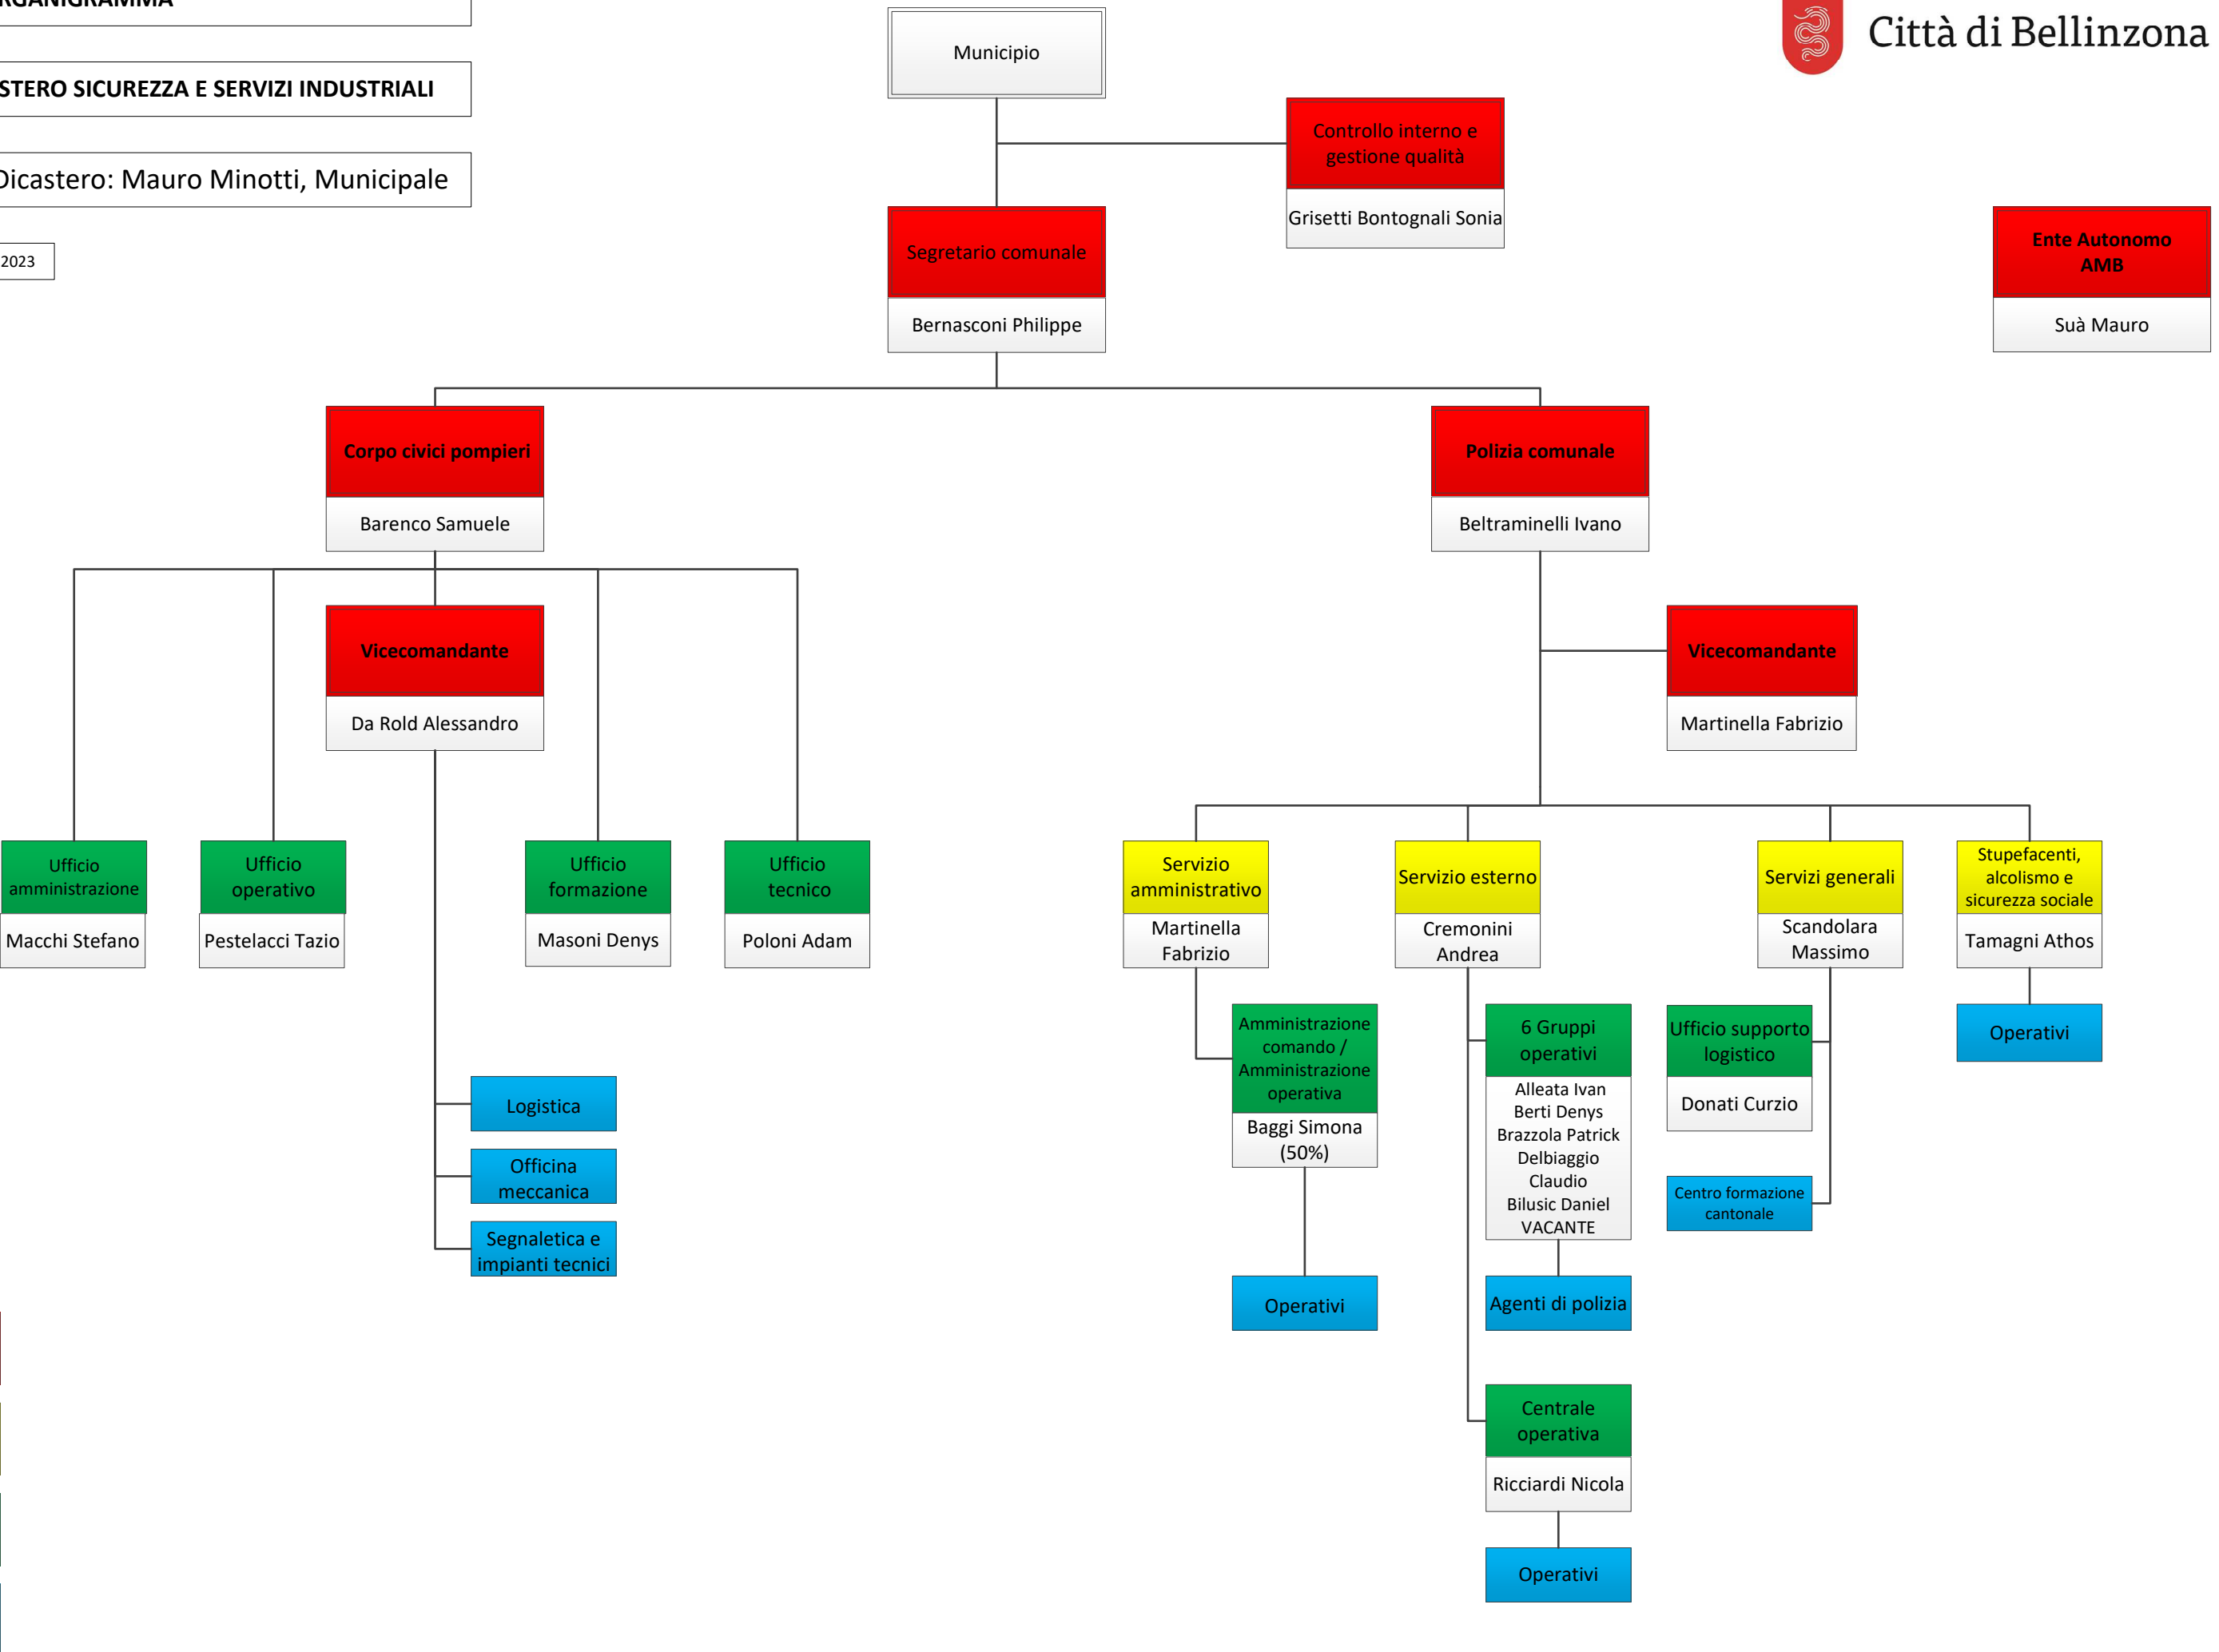 Città di Bellinzona
STERO SICUREZZA E SERVIZI INDUSTRIALI
Dicastero: Mauro Minotti, Municipale
2023
Municipio
Controllo interno e
gestione qualità
Grisetti Bontognali Sonia
Segretario comunale
Bernasconi Philippe
Ente Autonomo
AMB
Suà Mauro
Corpo civici pompieri
Barenco Samuele
Polizia comunale
Beltraminelli Ivano
Vicecomandante
Da Rold Alessandro
Vicecomandante
Martinella Fabrizio
Ufficio
amministrazione
Macchi Stefano
Ufficio
operativo
Pestelacci Tazio
Ufficio
formazione
Masoni Denys
Ufficio
tecnico
Poloni Adam
Logistica
Officina
meccanica
Segnaletica e
impianti tecnici
Servizio
amministrativo
Martinella
Fabrizio
Amministrazione
comando /
Amministrazione
operativa
Baggi Simona
(50%)
Operativi
Servizio esterno
Cremonini
Andrea
6 Gruppi
operativi
Alleata Ivan
Berti Denys
Brazzola Patrick
Delbiaggio
Claudio
Bilusic Daniel
VACANTE
Agenti di polizia
Centrale
operativa
Ricciardi Nicola
Operativi
Servizi generali
Scandolara
Massimo
Ufficio supporto
logistico
Donati Curzio
Centro formazione
cantonale
Stupefacenti,
alcolismo e
sicurezza sociale
Tamagni Athos
Operativi